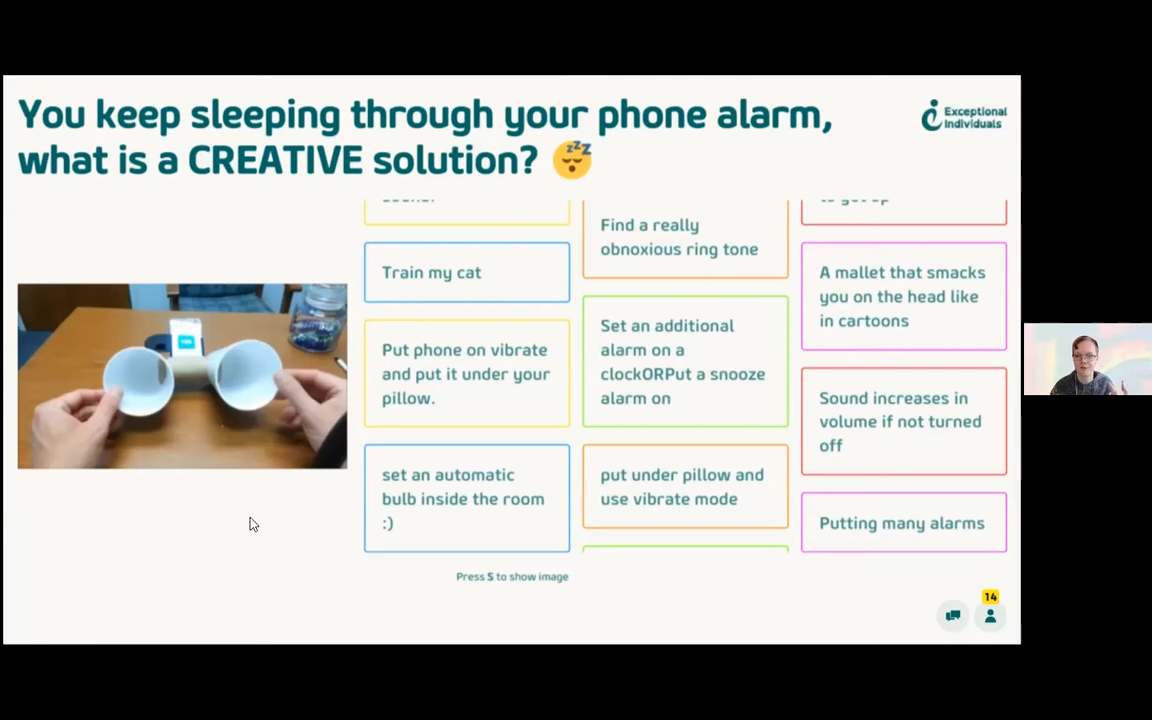 You keep sleeping through your phone alarm,
what is a CREATIVE solution?
Exceptional
Individuals
Train my cat
Put phone on vibrate
and put it under your
pillow.
set an automatic
bulb inside the room
:)
Find a really
obnoxious ring tone
Set an additional
alarm on a
clockORPut a snooze
alarm on
put under pillow and
use vibrate mode
to get up
A mallet that smacks
you on the head like
in cartoons
Sound increases in
volume if not turned
off
Putting many alarms
Press S to show image
14